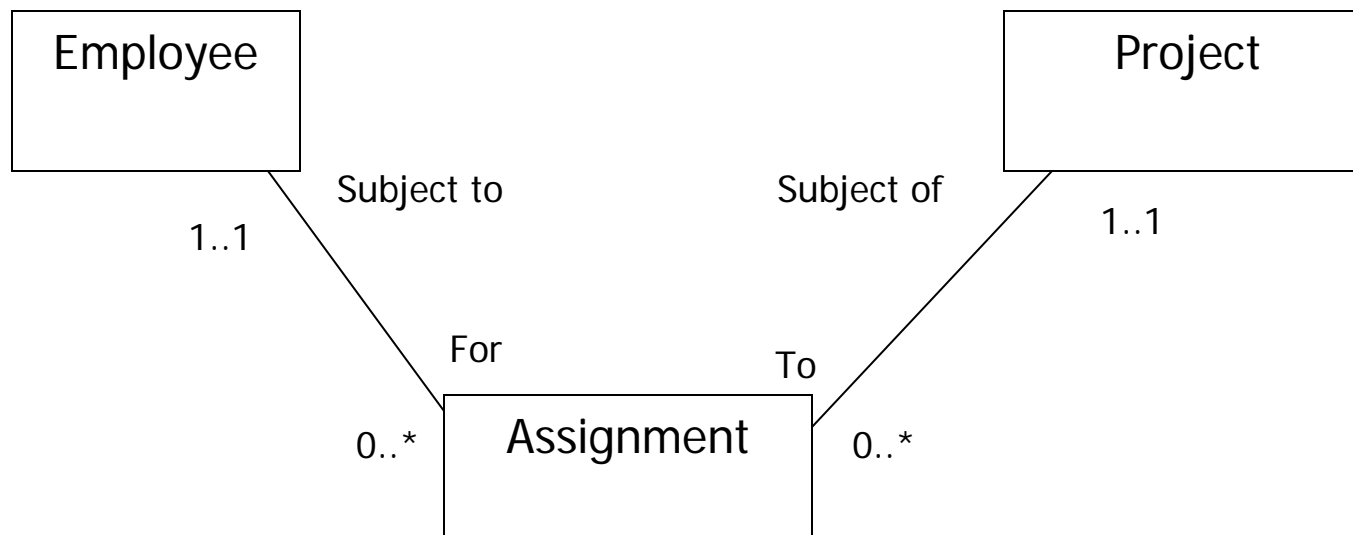 Employee
Project
Subject to
Subject of
1..1
1..1
For
To
0..*
Assignment
0..*